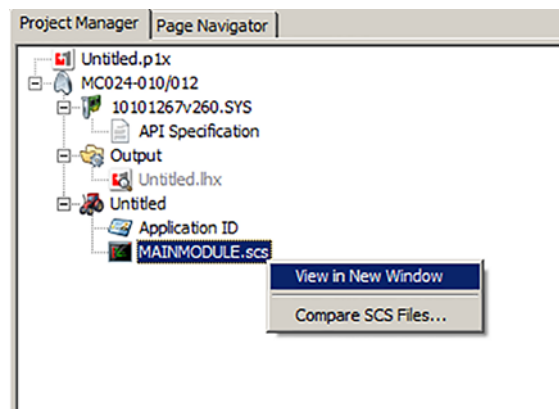 Project Manager Page Navigator
Untitled.p1x
MC024-010/012
10101267v260.SYS
API Specification
Output
Untitled.lhx
Untitled
Application ID
MAINMODULE.scs
View in New Window
Compare SCS Files...